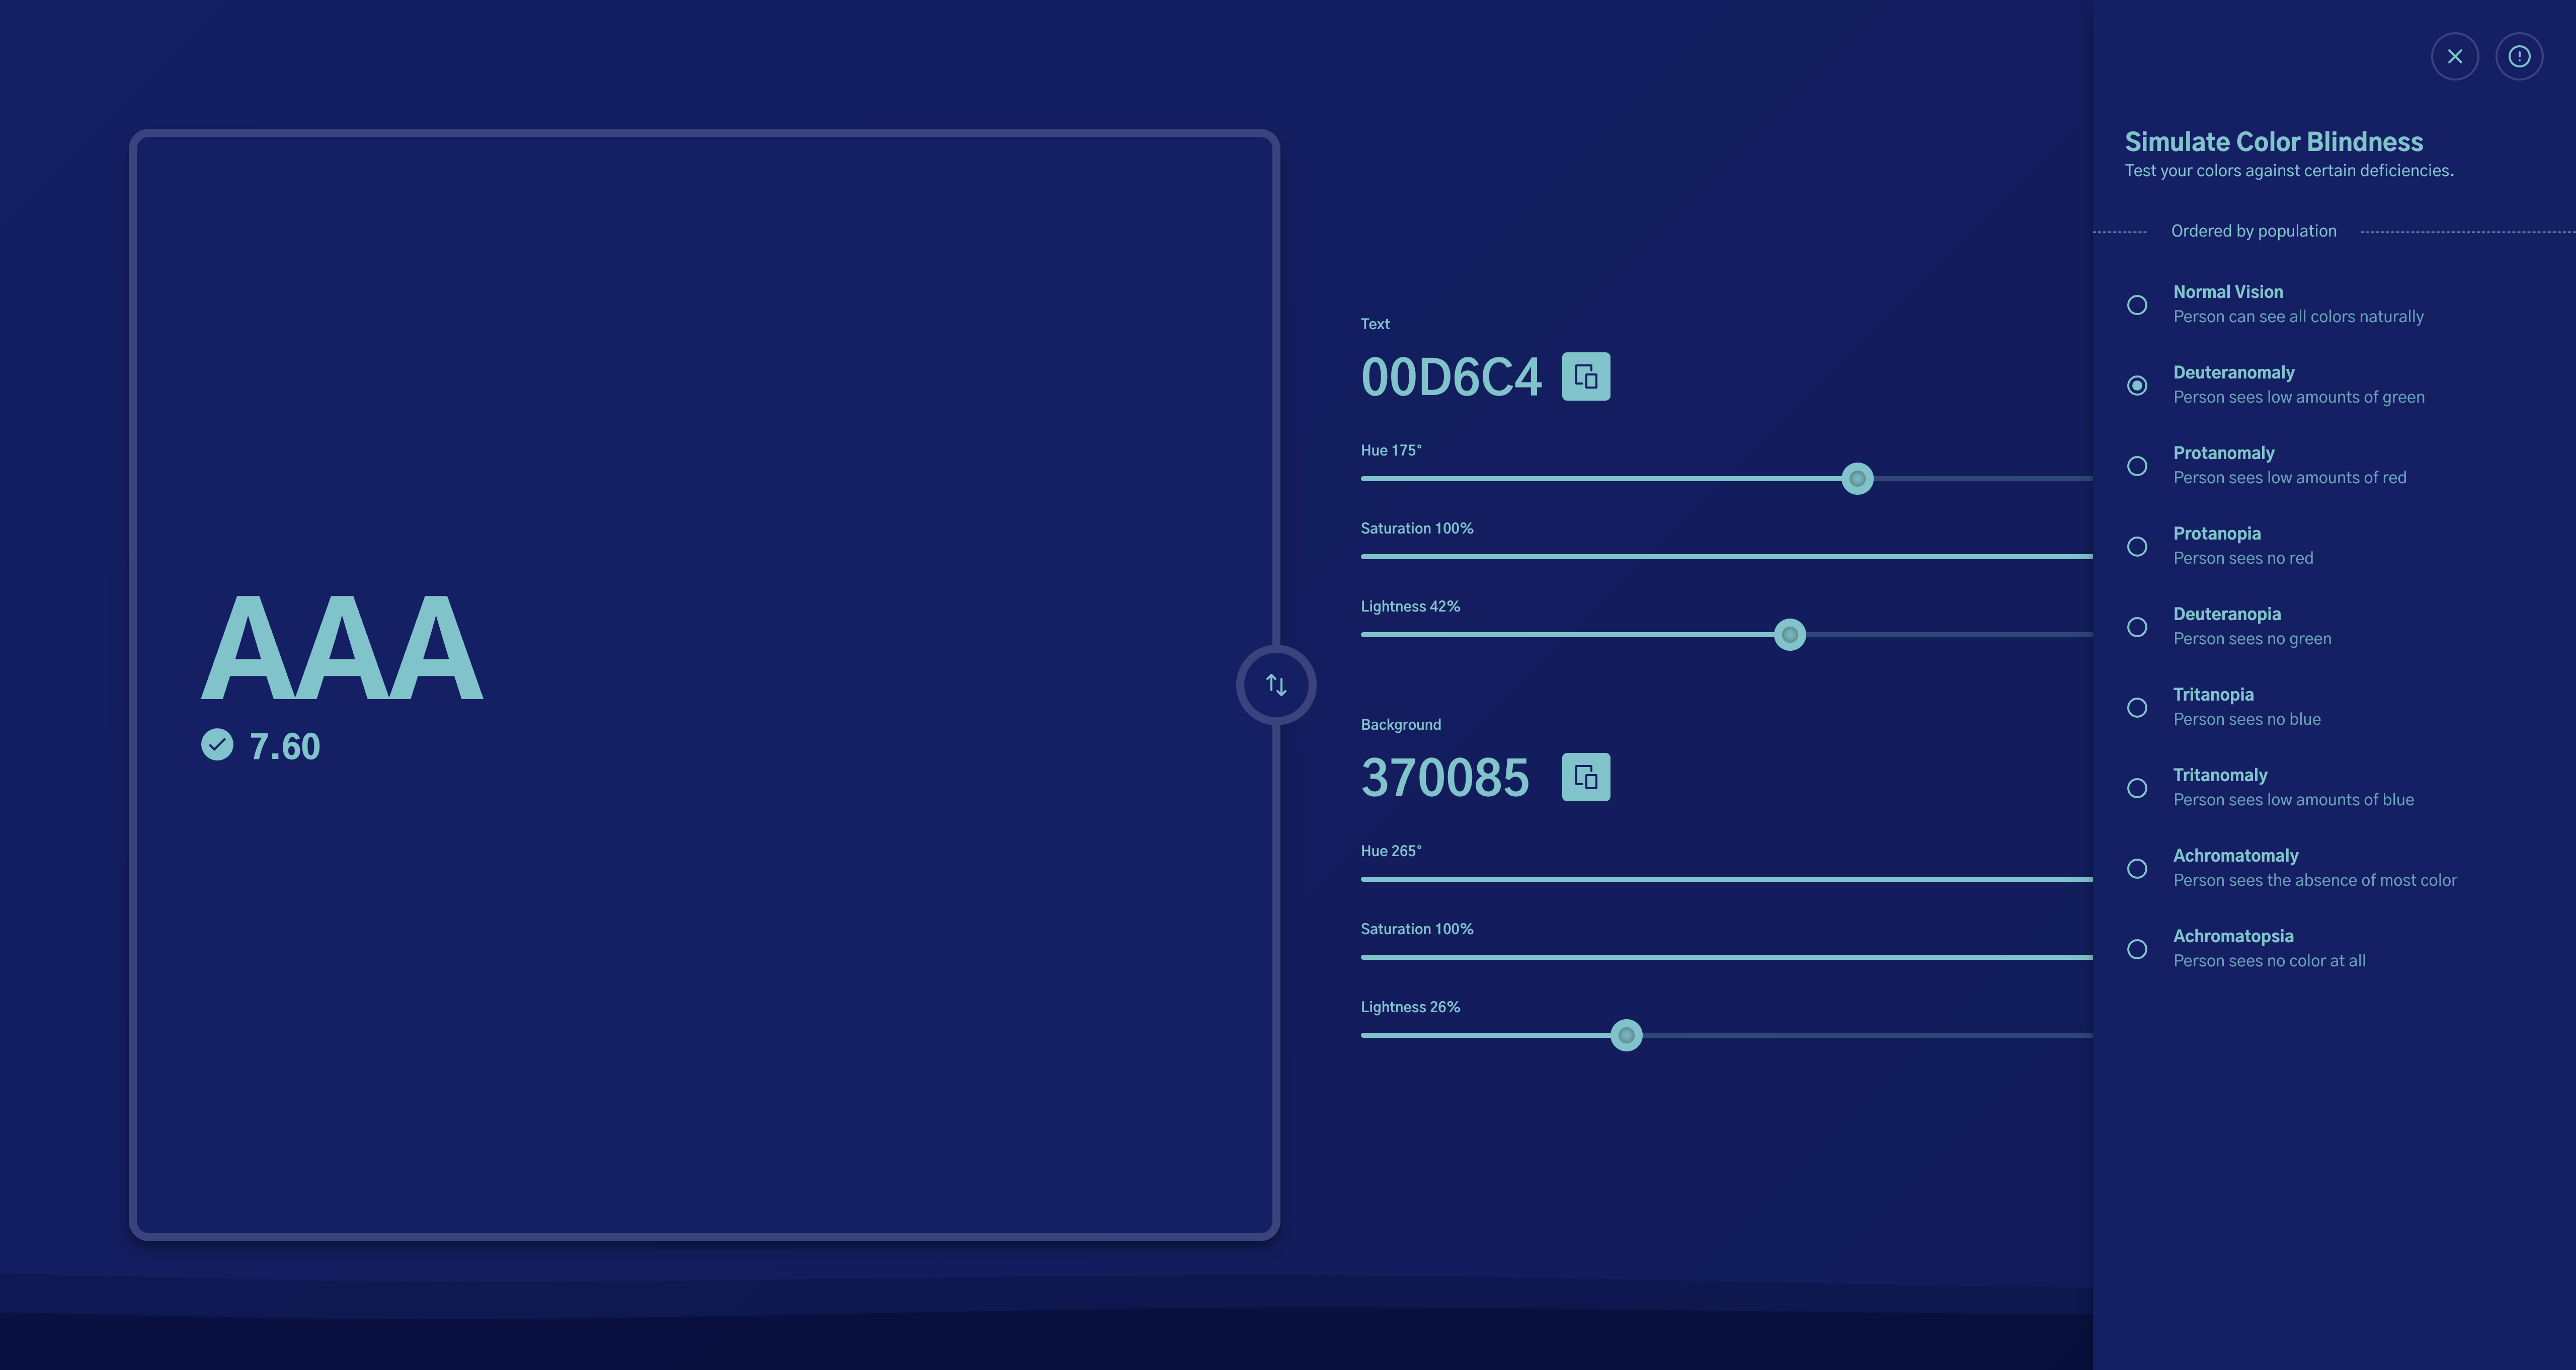 AAA
7.60
Text
00D6C4
Hue 175°
Saturation 100%
Lightness 42%
Background
370085
Hue 265°
Saturation 100%
Lightness 26%
Simulate Color Blindness
Test your colors against certain deficiencies.
Ordered by population
Normal Vision
Person can see all colors naturally
Deuteranomaly
Person sees low amounts of green
Protanomaly
Person sees low amounts of red
Protanopia
Person sees no red
Deuteranopia
Person sees no green
Tritanopia
Person sees no blue
Tritanomaly
Person sees low amounts of blue
Achromatomaly
Person sees the absence of most color
Achromatopsia
Person sees no color at all